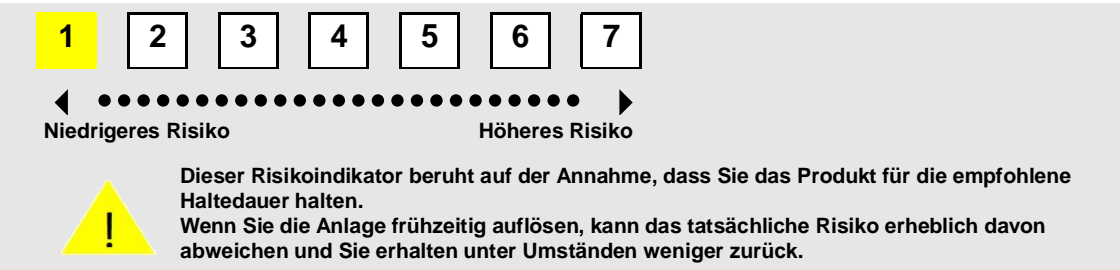 1 2 3 4 5 6 7
Niedrigeres Risiko Höheres Risiko
Dieser Risikoindikator beruht auf der Annahme, dass Sie das Produkt für die empfohlene
Haltedauer halten.
Wenn Sie die Anlage frühzeitig auflösen, kann das tatsächliche Risiko erheblich davon
abweichen und Sie erhalten unter Umständen weniger zurück.
!